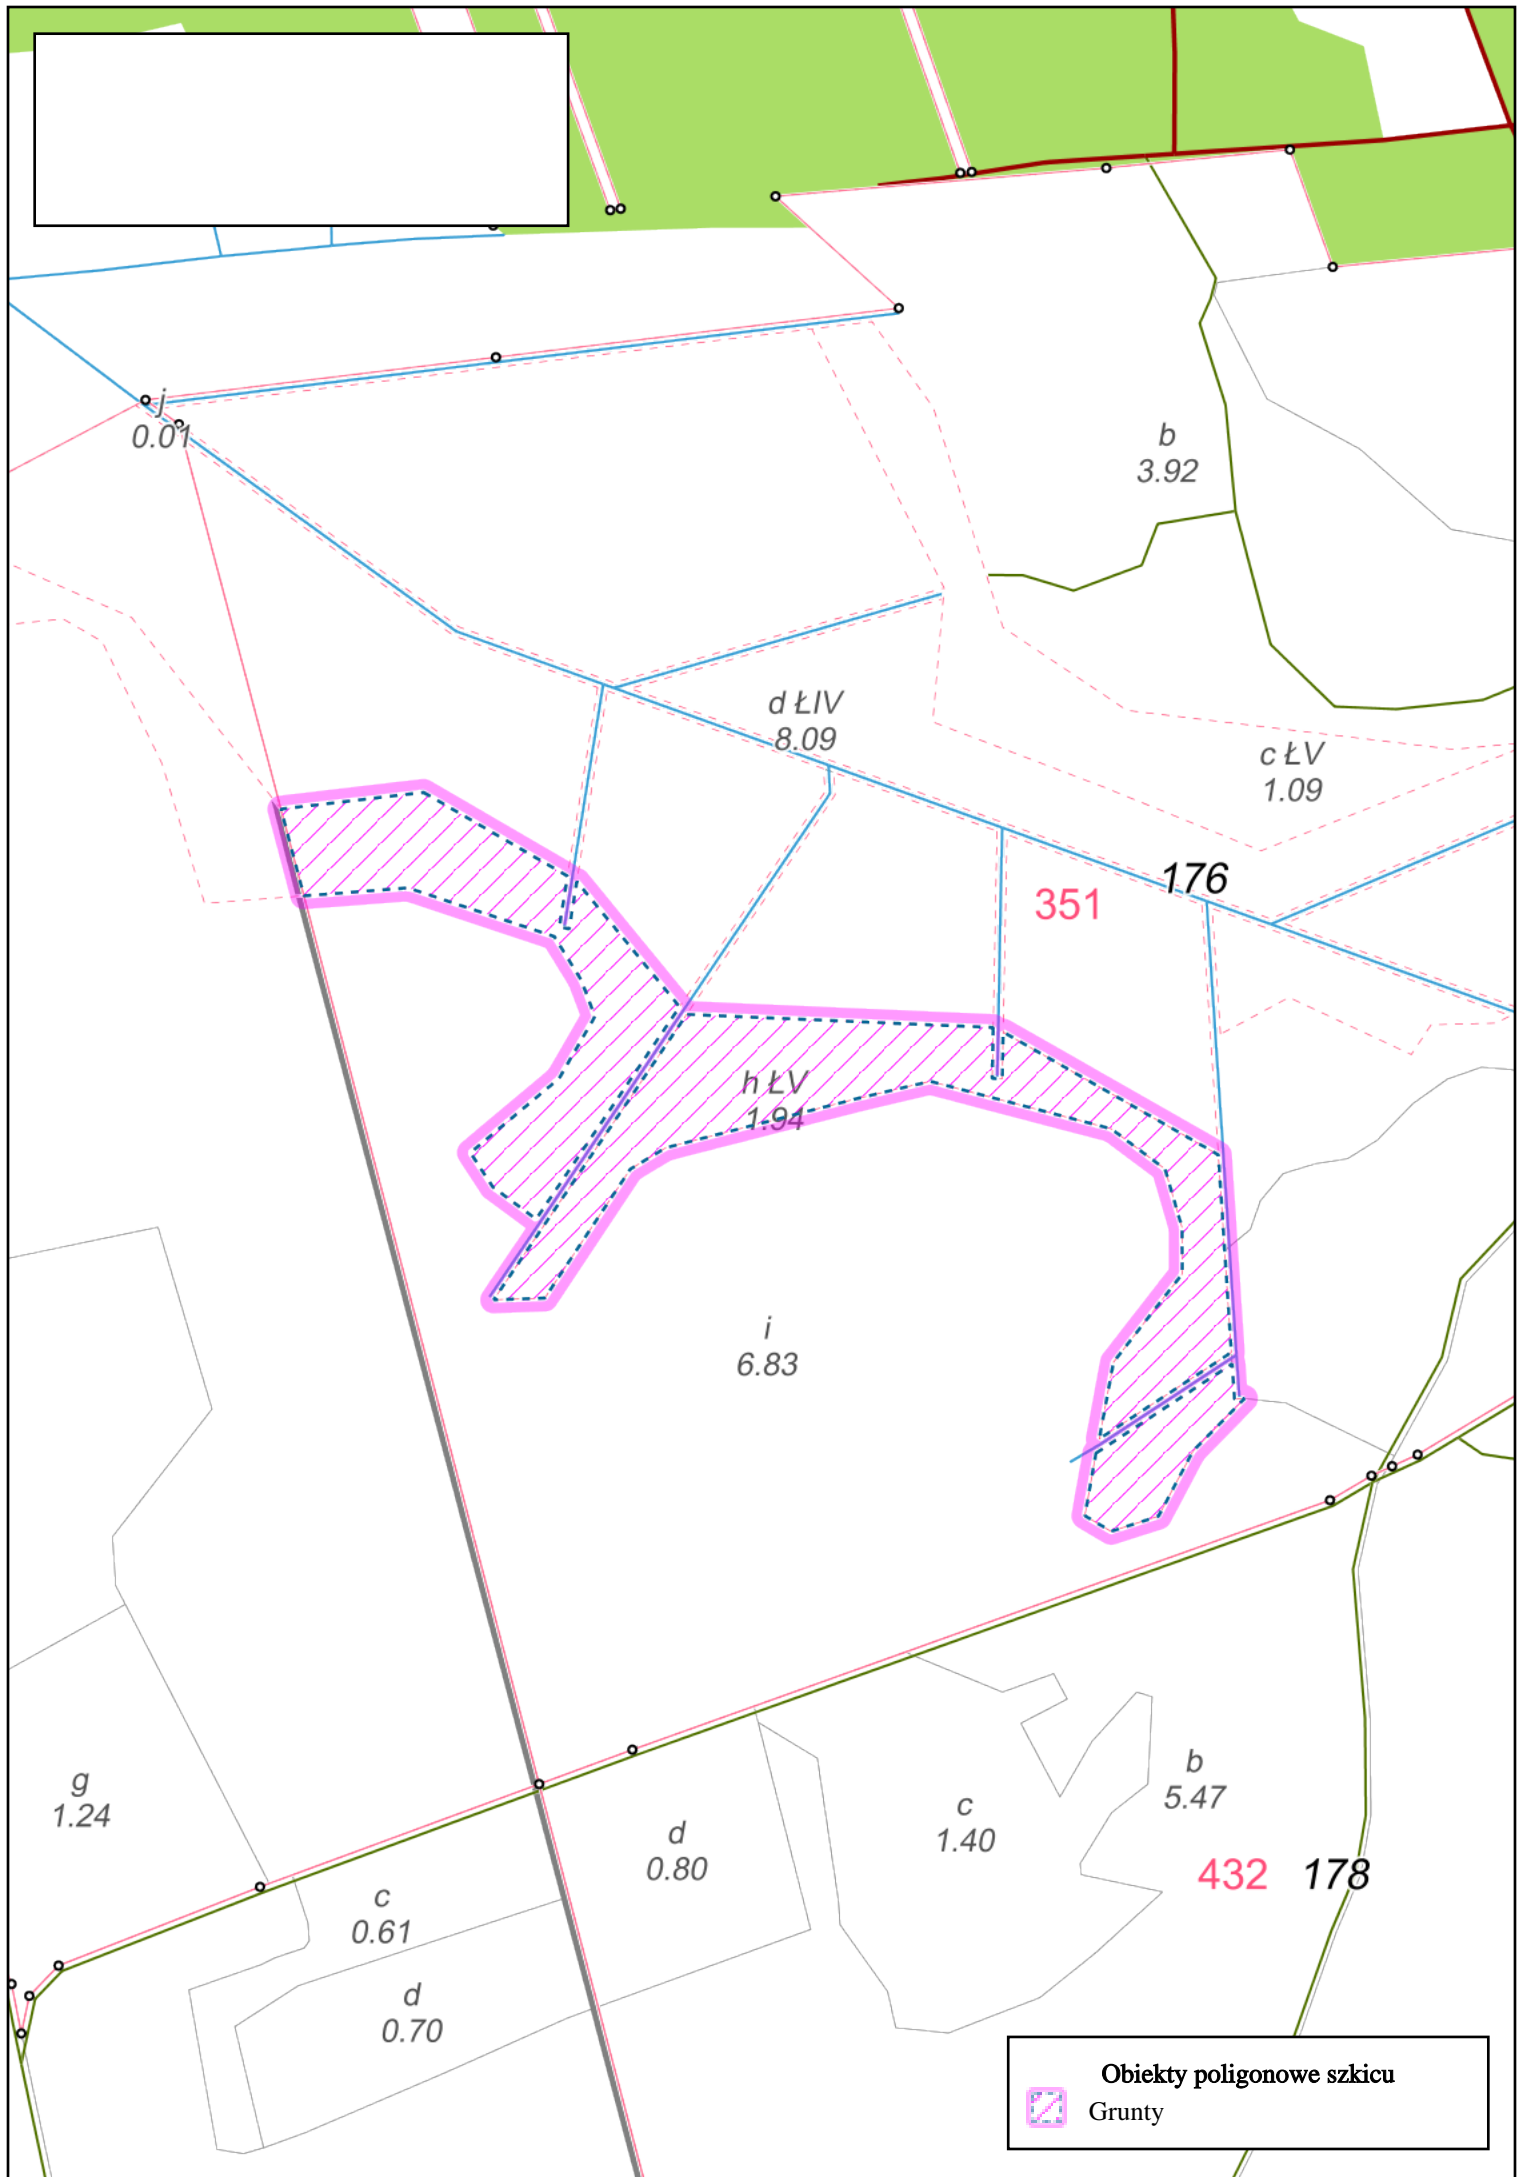 j
0.01
b
3.92
d ŁIV
8.09
c ŁV
1.09
176
351
h ŁV
1.94
i
6.83
g
1.24
b
5.47
c
1.40
d
0.80
432 178
c
0.61
d
0.70
Obiekty poligonowe szkicu
Grunty